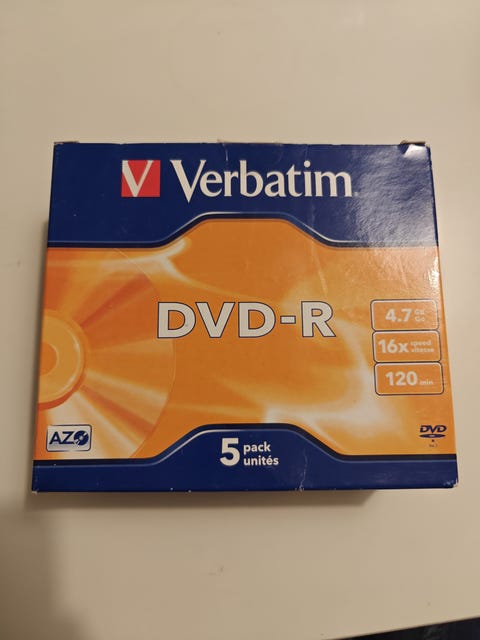 V Verbatim
DVD-R
4.7 GB
Go
16x speed
vitesse
120 min
AZO
5 pack
unités
DVD
R